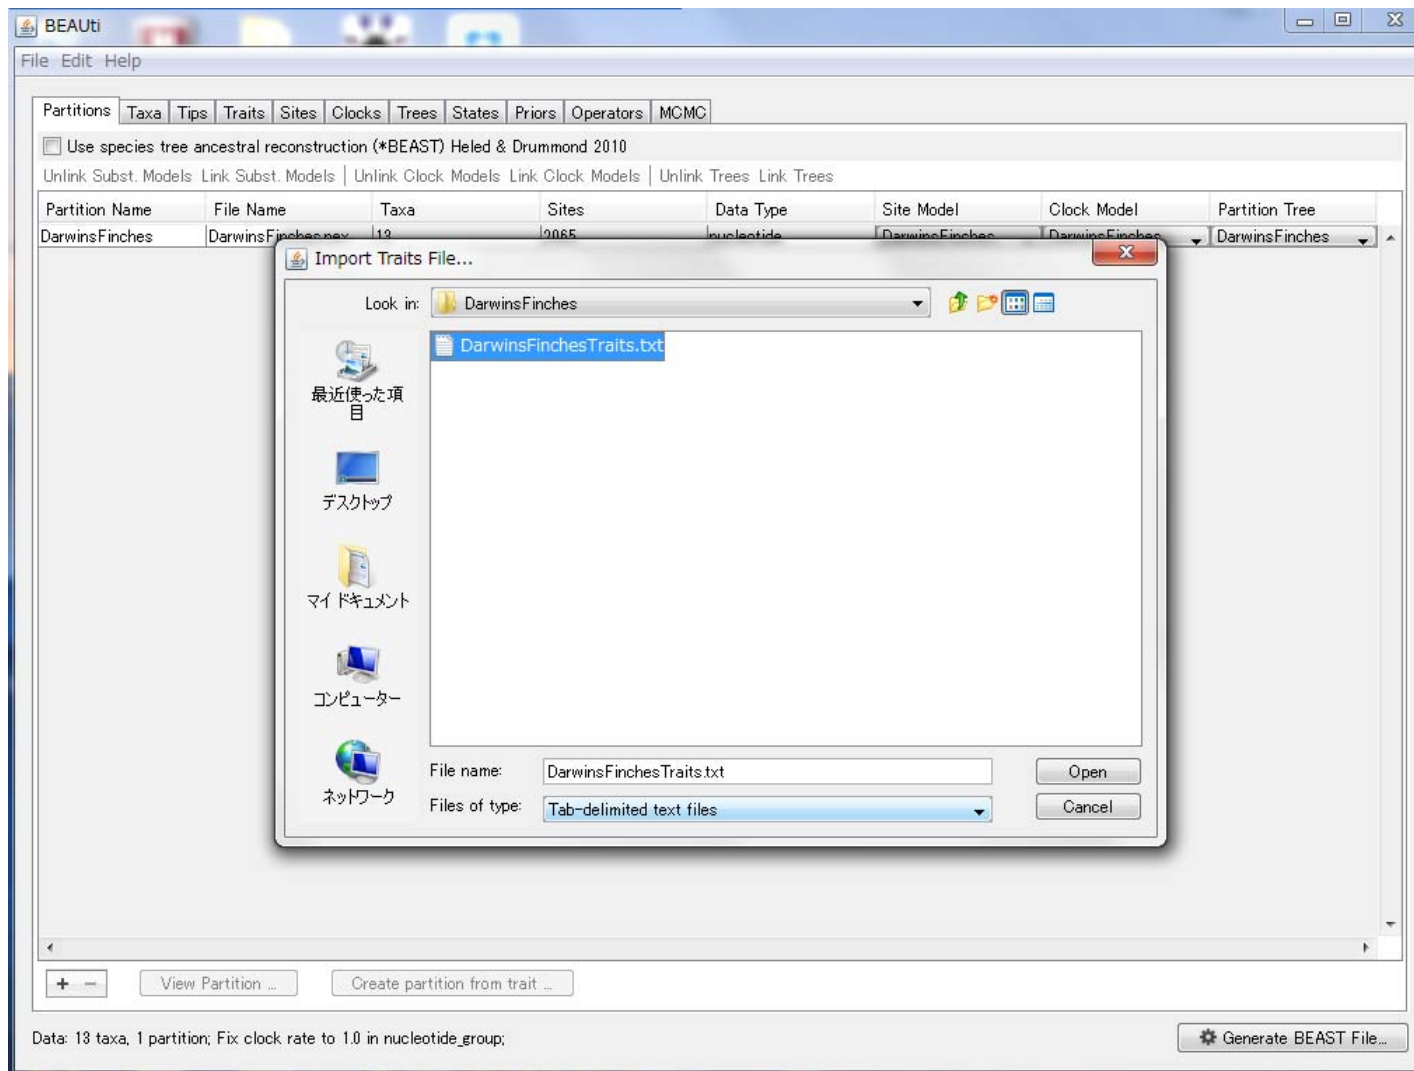 BEAUti
File Edit Help
Partitions Taxa Tips Traits Sites Clocks Trees States Priors Operators MCMC
Use species tree ancestral reconstruction (*BEAST) Heled & Drummond 2010
Unlink Subst. Models Link Subst. Models | Unlink Clock Models Link Clock Models | Unlink Trees Link Trees
Partition Name File Name Taxa Sites Data Type Site Model Clock Model Partition Tree
DarwinsFinches DarwinsFinches.nex 13 2065 nucleotide DarwinsFinches DarwinsFinches DarwinsFinches
Import Traits File...
Look in: DarwinsFinches
DarwinsFinchesTraits.txt
最近使った項
目
デスクトップ
マイ ドキュメント
コンピューター
ネットワーク
File name: DarwinsFinchesTraits.txt Open
Files of type: Tab-delimited text files Cancel
+ − View Partition ... Create partition from trait ...
Data: 13 taxa, 1 partition; Fix clock rate to 1.0 in nucleotide_group;
Generate BEAST File...